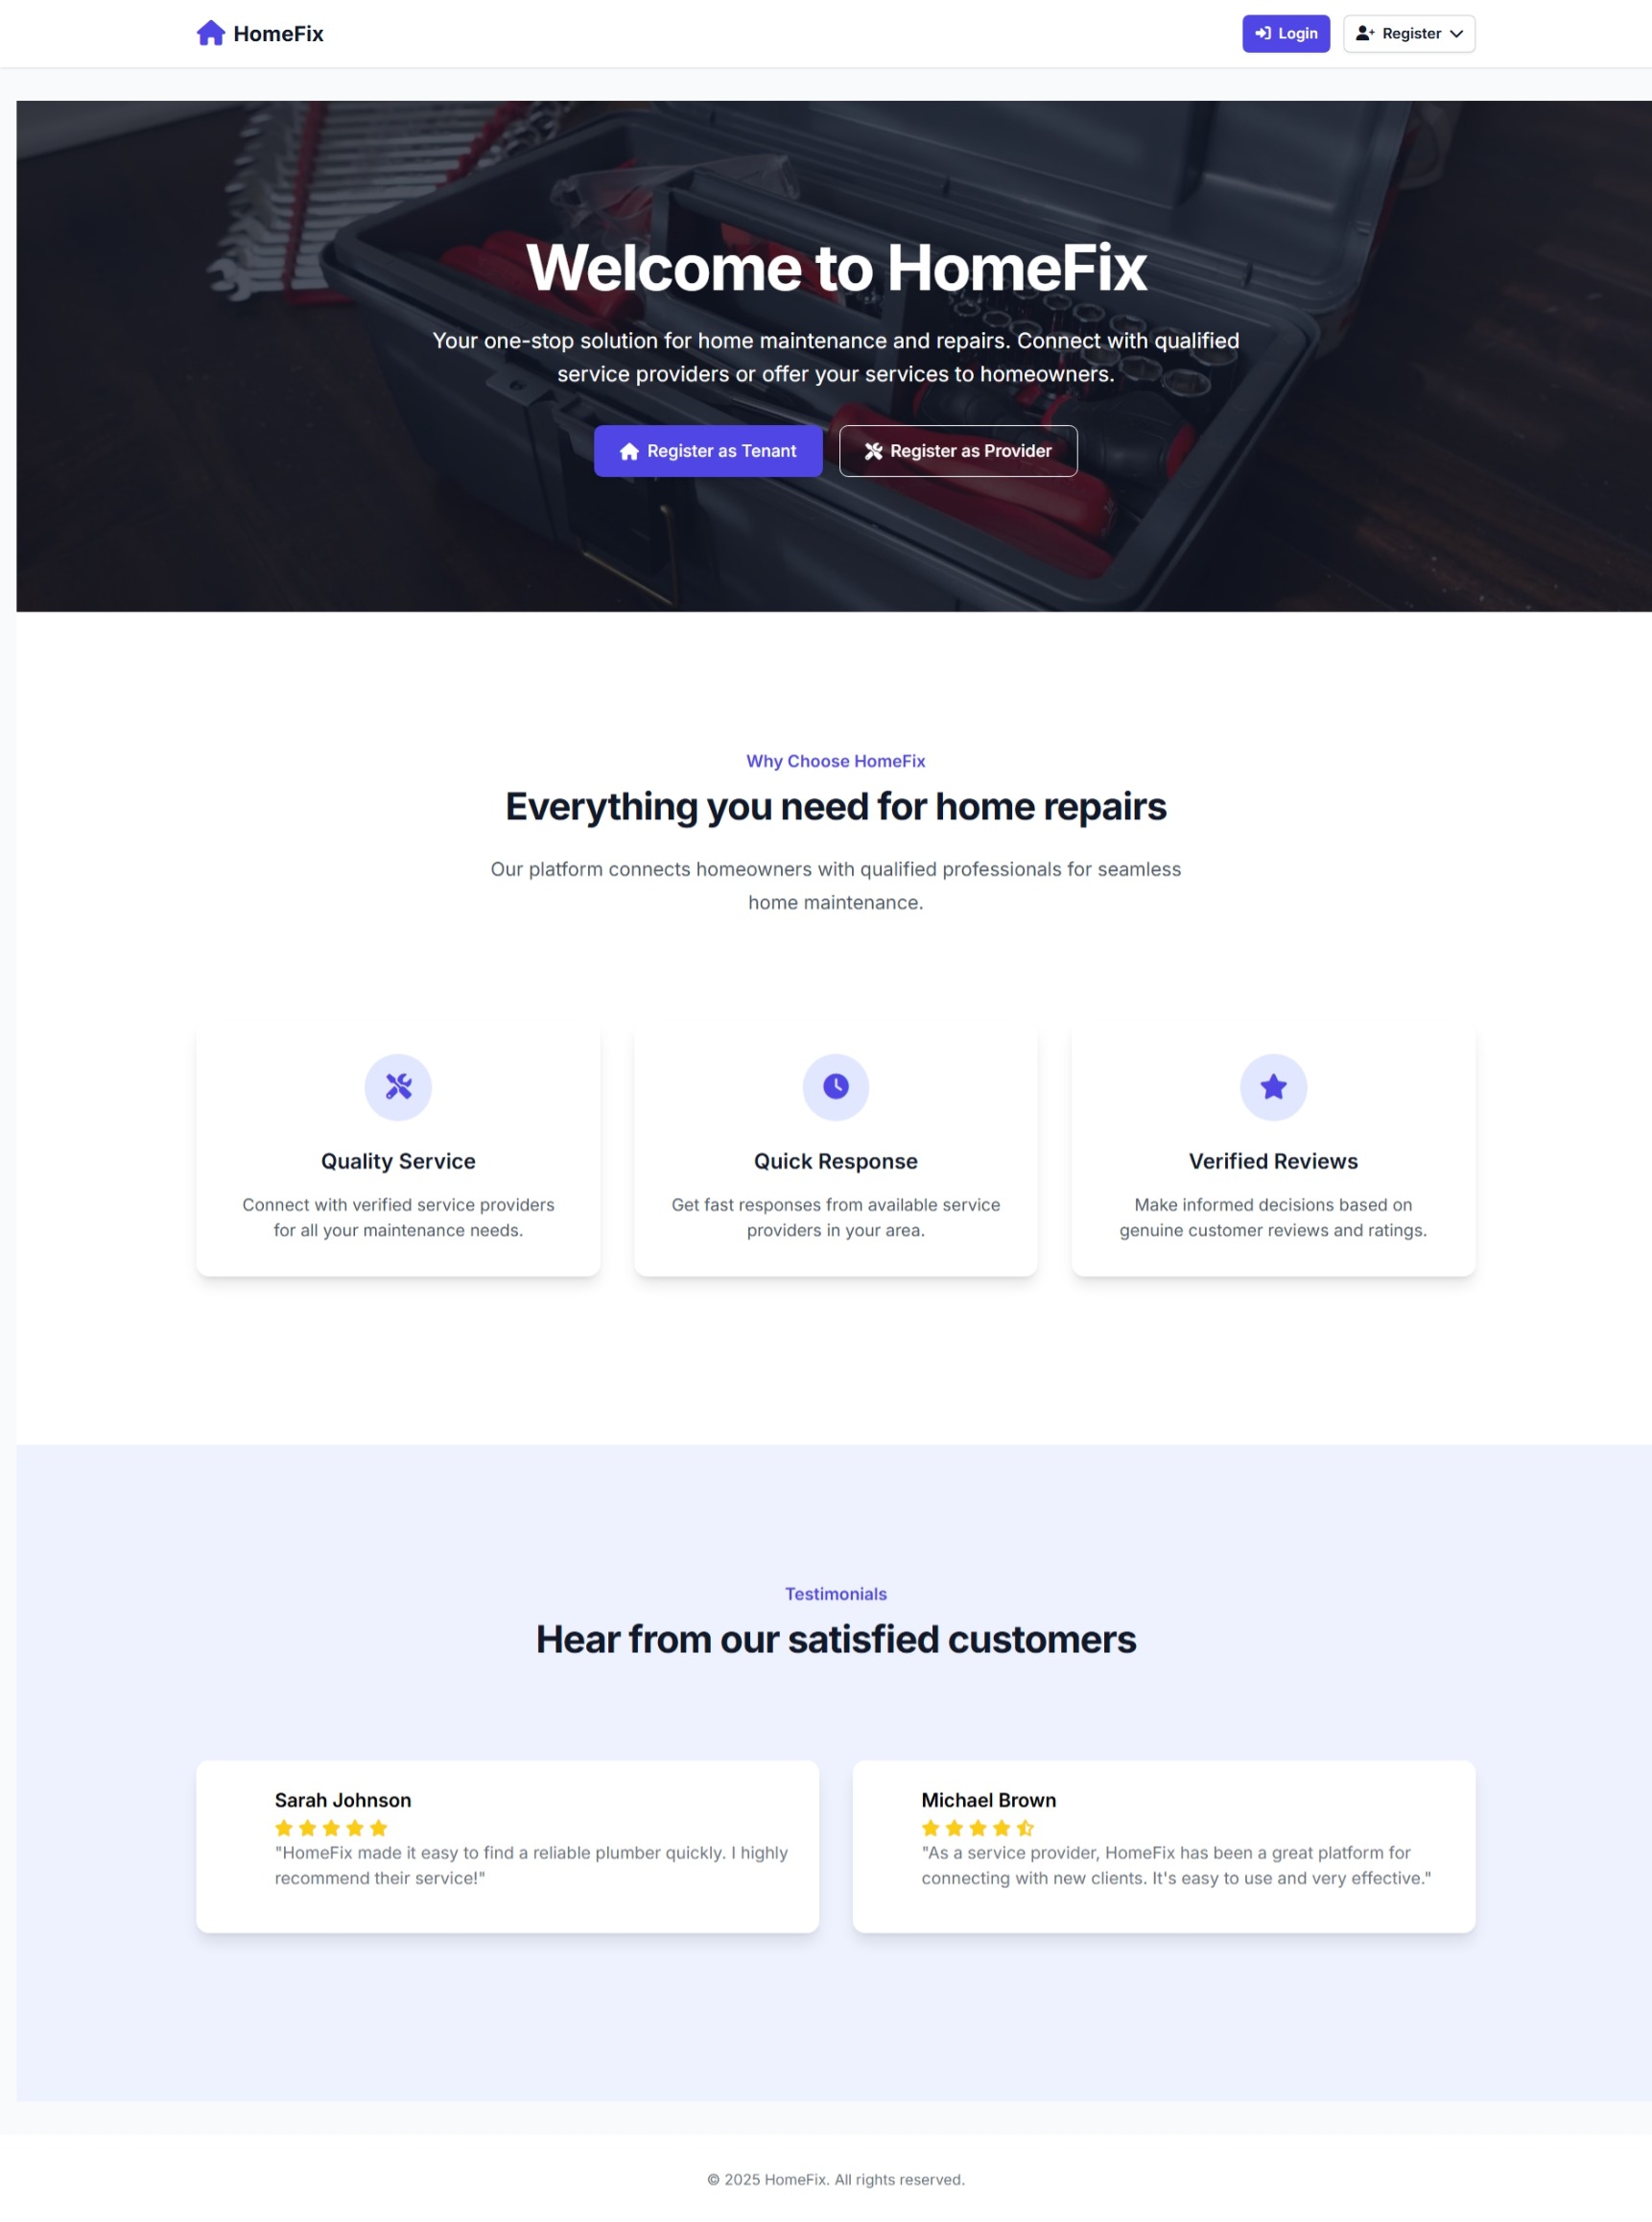 HomeFix
Login
Register
Welcome to HomeFix
Your one-stop solution for home maintenance and repairs. Connect with qualified
service providers or offer your services to homeowners.
Register as Tenant
Register as Provider
Why Choose HomeFix
Everything you need for home repairs
Our platform connects homeowners with qualified professionals for seamless
home maintenance.
Quality Service
Connect with verified service providers
for all your maintenance needs.
Quick Response
Get fast responses from available service
providers in your area.
Verified Reviews
Make informed decisions based on
genuine customer reviews and ratings.
Testimonials
Hear from our satisfied customers
Sarah Johnson
"HomeFix made it easy to find a reliable plumber quickly. I highly
recommend their service!"
Michael Brown
"As a service provider, HomeFix has been a great platform for
connecting with new clients. It's easy to use and very effective."
© 2025 HomeFix. All rights reserved.